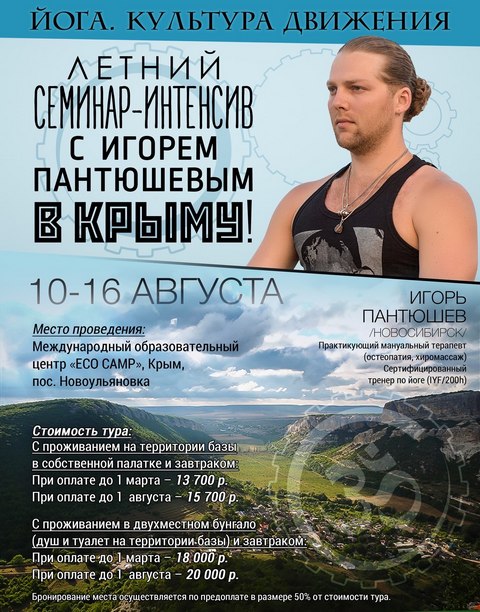 ЙОГА. КУЛЬТУРА ДВИЖЕНИЯ
ЛЕТНИЙ
СЕМИНАР-ИНТЕНСИВ
С ИГОРЕМ
ПАНТЮШЕВЫМ
В КРЫМУ!
10-16 АВГУСТА
ИГОРЬ
ПАНТЮШЕВ
/НОВОСИБИРСК/
Практикующий мануальный терапевт
(остеопатия, хиромассаж)
Сертифицированный
тренер по йоге (IYF/200h)
Место проведения:
Международный образовательный
центр «ECO CAMP», Крым,
пос. Новоульяновка
Стоимость тура:
С проживанием на территории базы
в собственной палатке и завтраком:
При оплате до 1 марта – 13 700 р.
При оплате до 1 августа – 15 700 р.
С проживанием в двухместном бунгало
(душ и туалет на территории базы) и завтраком:
При оплате до 1 марта – 18 000 р.
При оплате до 1 августа – 20 000 р.
Бронирование места осуществляется по предоплате в размере 50% от стоимости тура.